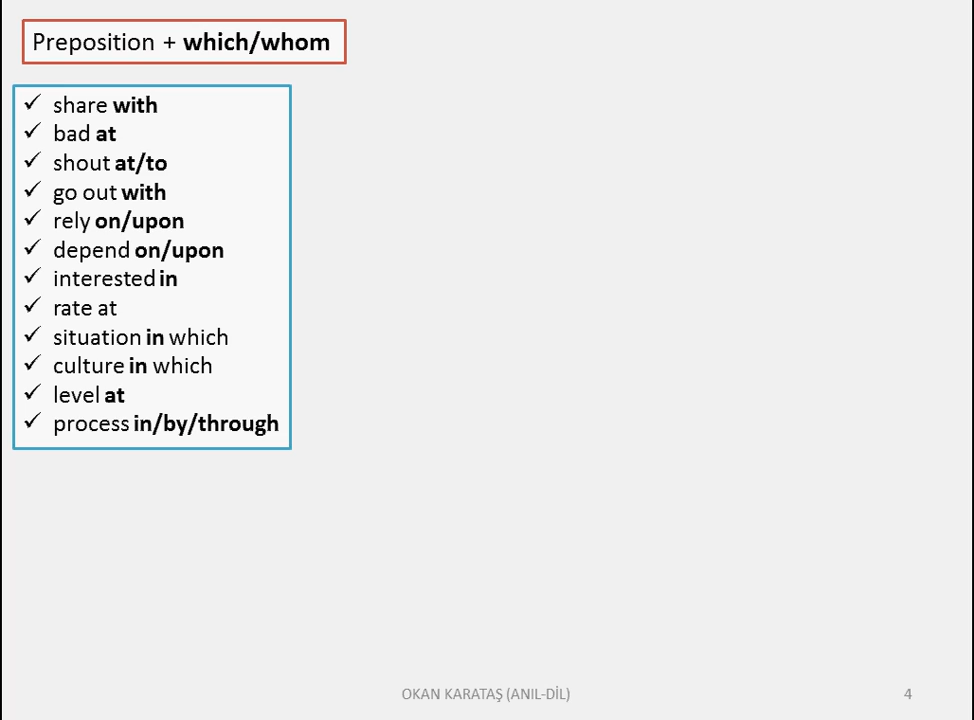 Preposition + which/whom
✓ share with
✓ bad at
✓ shout at/to
✓ go out with
✓ rely on/upon
✓ depend on/upon
✓ interested in
✓ rate at
✓ situation in which
✓ culture in which
✓ level at
✓ process in/by/through
OKAN KARATAŞ (ANIL-DİL)
4